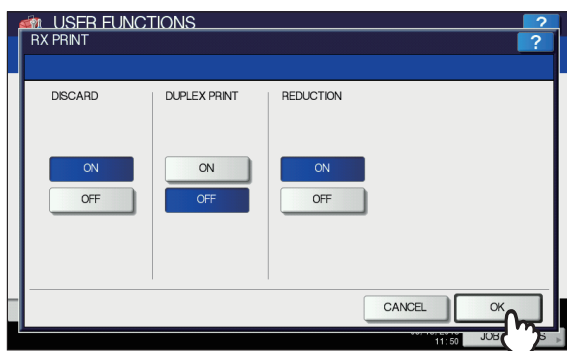 USER FUNCTIONS ?
RX PRINT ?
DISCARD DUPLEX PRINT REDUCTION
ON ON ON
OFF OFF OFF
CANCEL OK
11:50 JOB